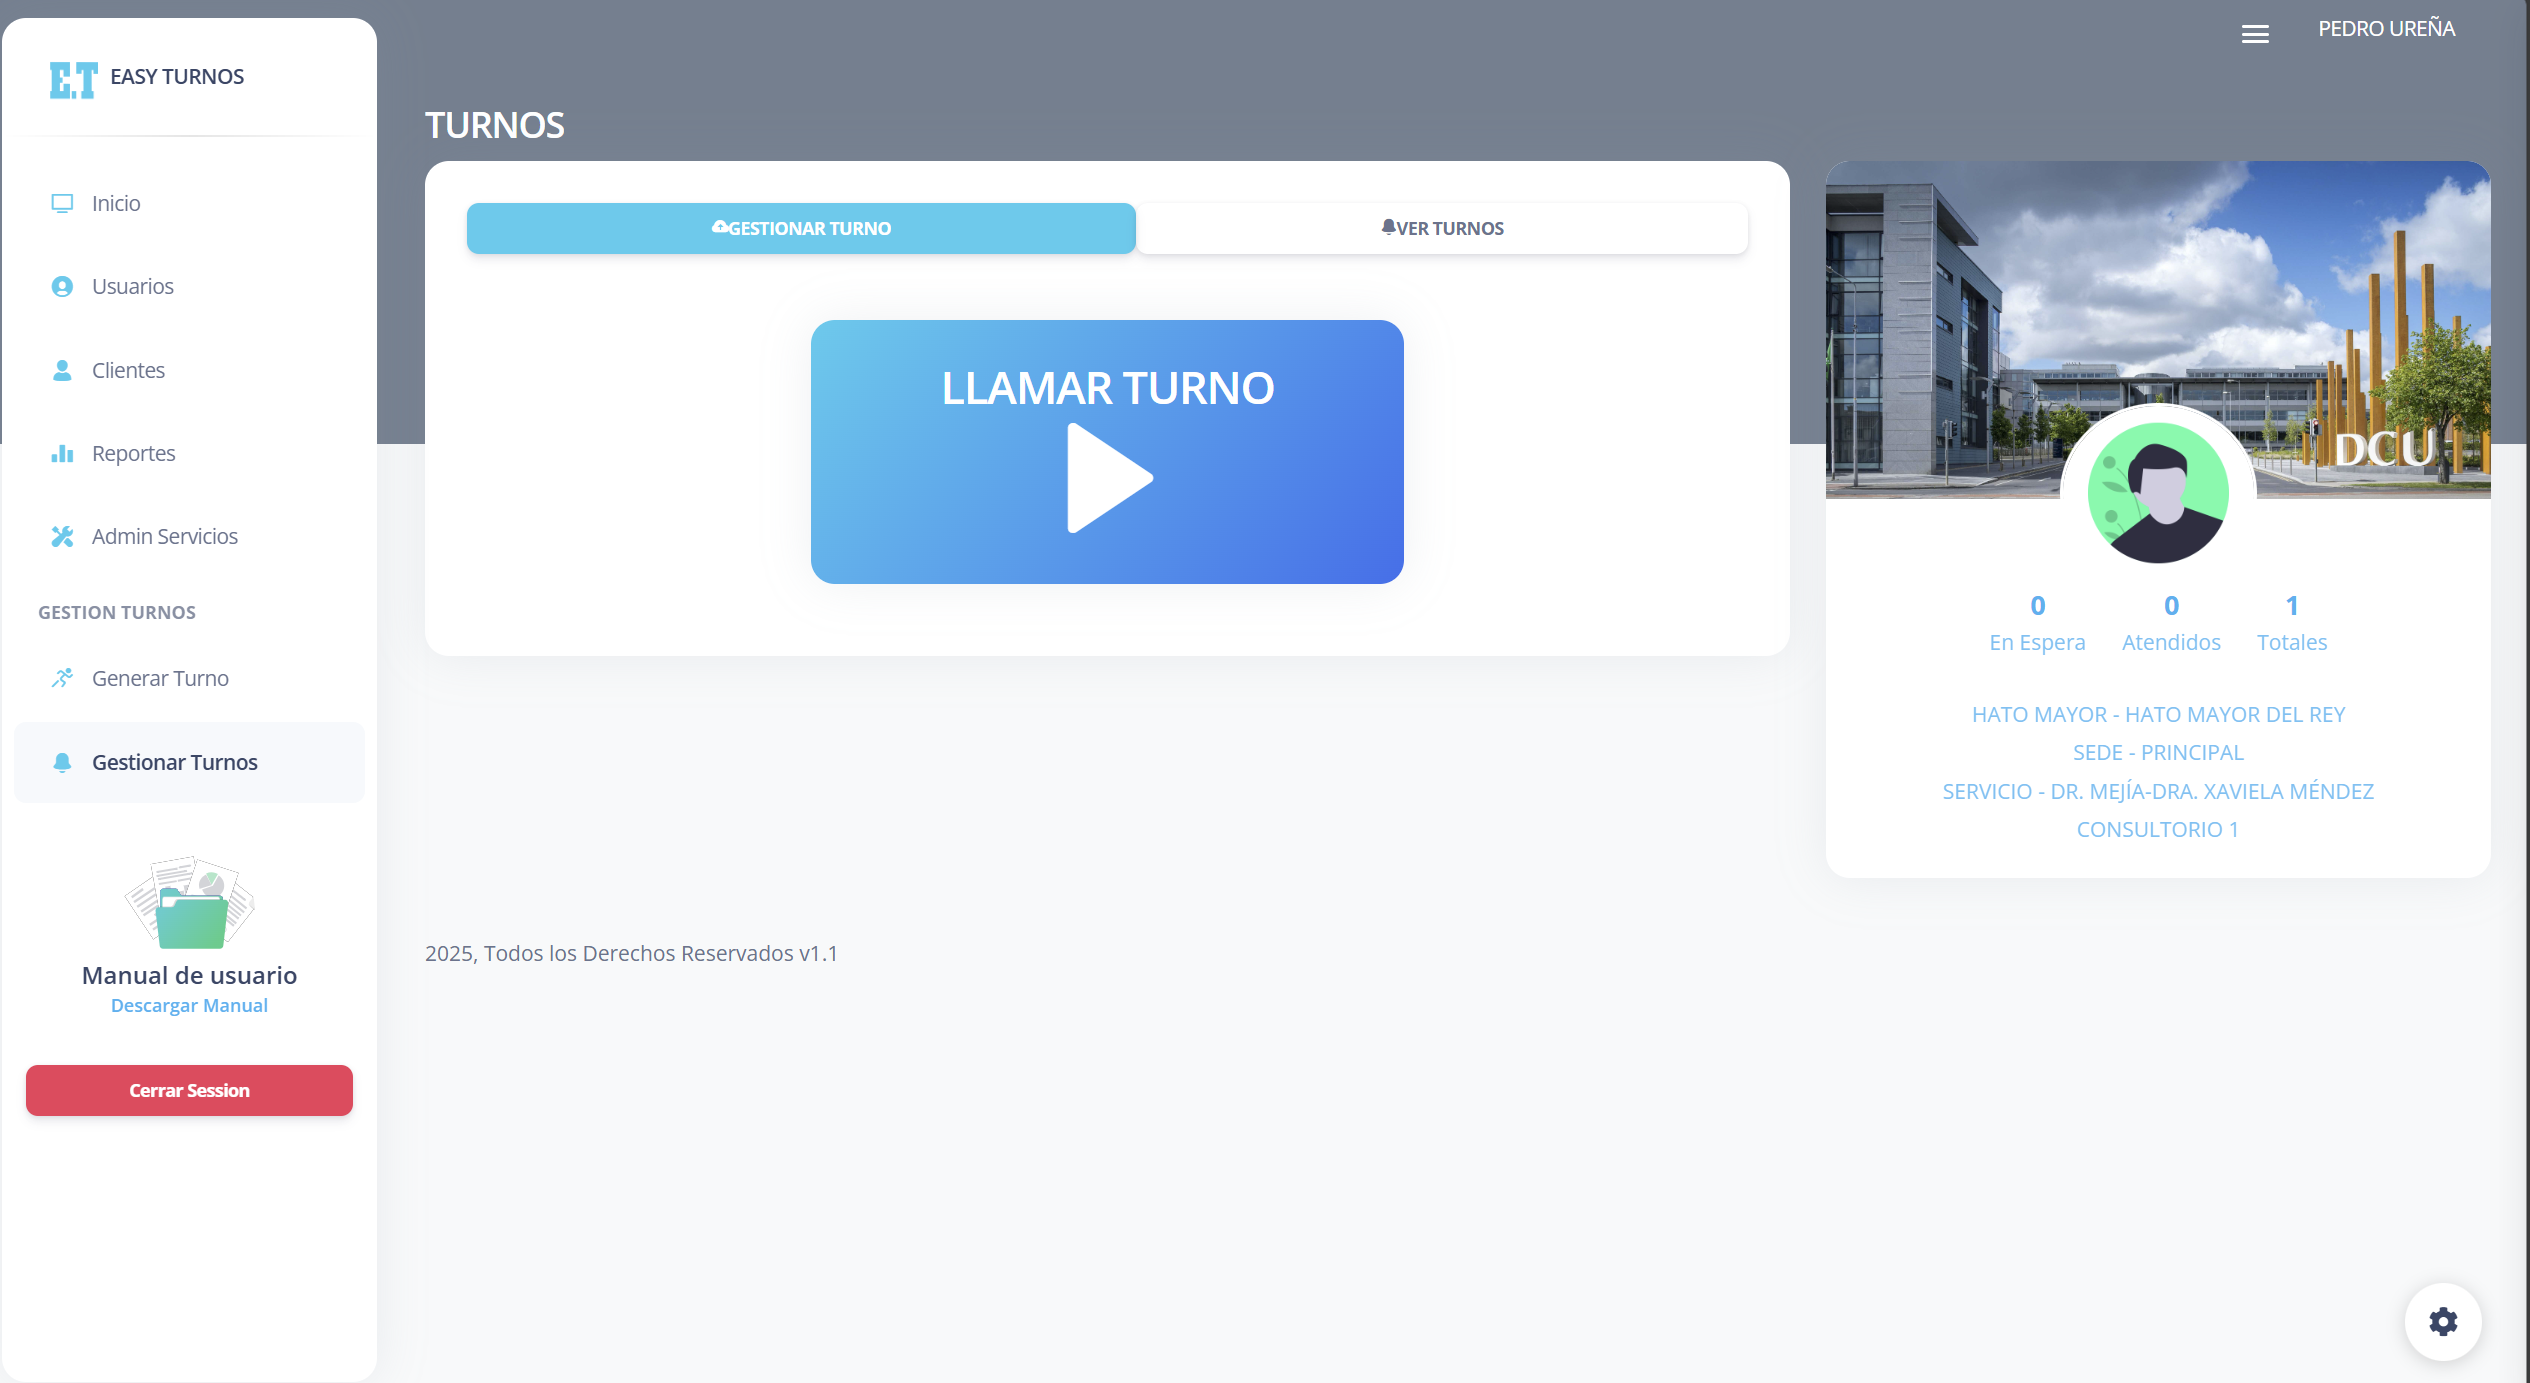 E.T EASY TURNOS
Inicio
Usuarios
Clientes
Reportes
Admin Servicios
GESTION TURNOS
Generar Turno
Gestionar Turnos
Manual de usuario
Descargar Manual
Cerrar Session
PEDRO UREÑA
TURNOS
GESTIONAR TURNO
VER TURNOS
LLAMAR TURNO
DCU
0 0 1
En Espera Atendidos Totales
HATO MAYOR - HATO MAYOR DEL REY
SEDE - PRINCIPAL
SERVICIO - DR. MEJÍA-DRA. XAVIELA MÉNDEZ
CONSULTORIO 1
2025, Todos los Derechos Reservados v1.1